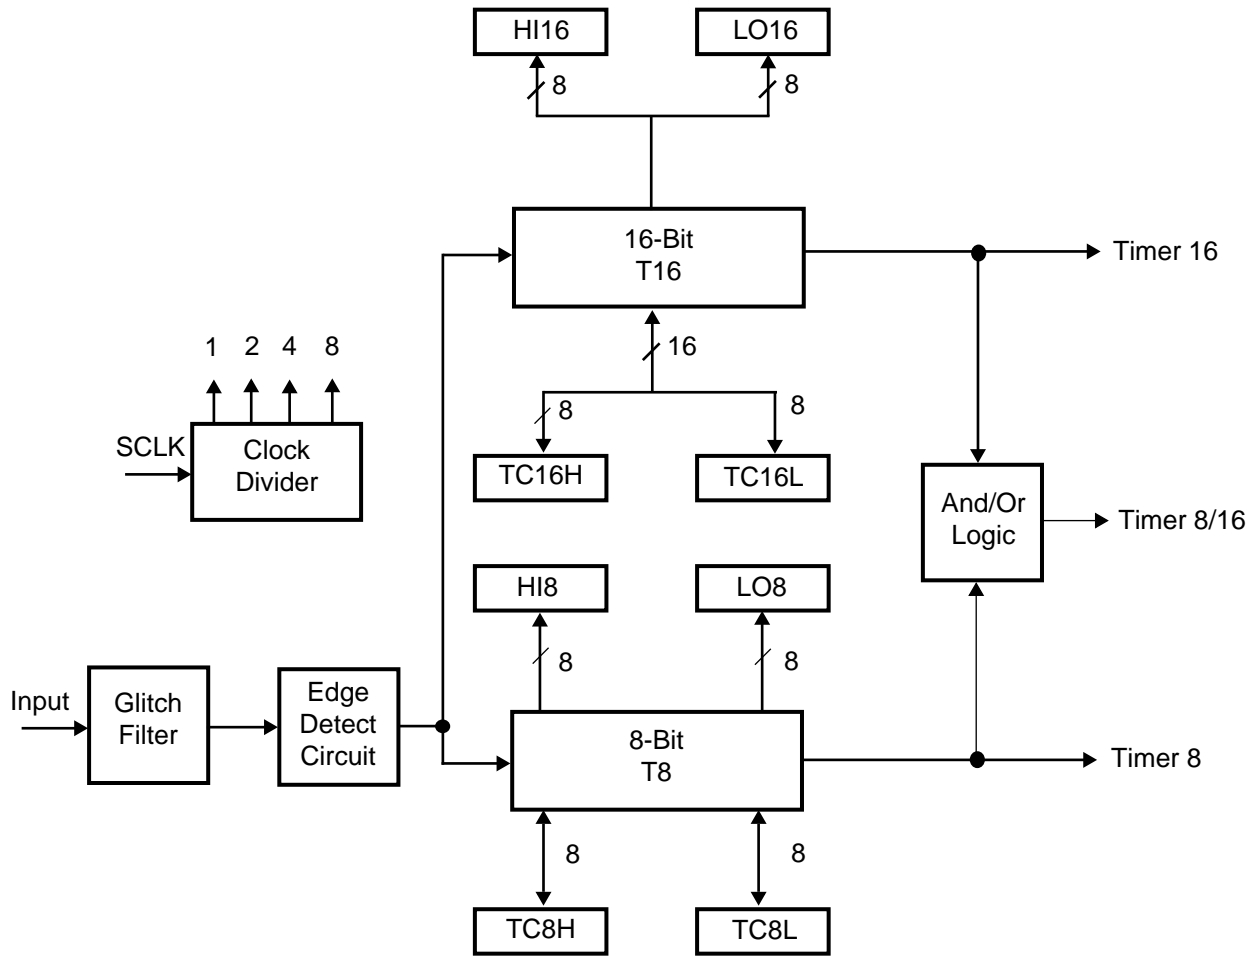 HI16
LO16
8
8
16-Bit
T16
Timer 16
16
1
2
4
8
8
8
SCLK
Clock
Divider
TC16H
TC16L
And/Or
Logic
Timer 8/16
HI8
LO8
8
8
Input
Glitch
Filter
Edge
Detect
Circuit
8-Bit
T8
Timer 8
8
8
TC8H
TC8L